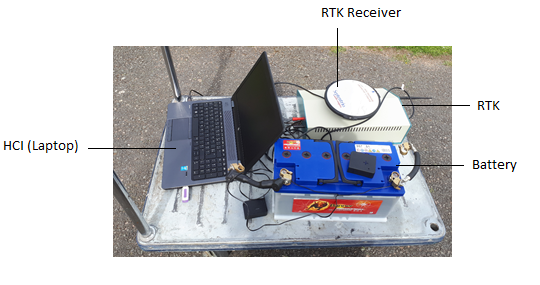 RTK Receiver
RTK
HCI (Laptop)
Battery